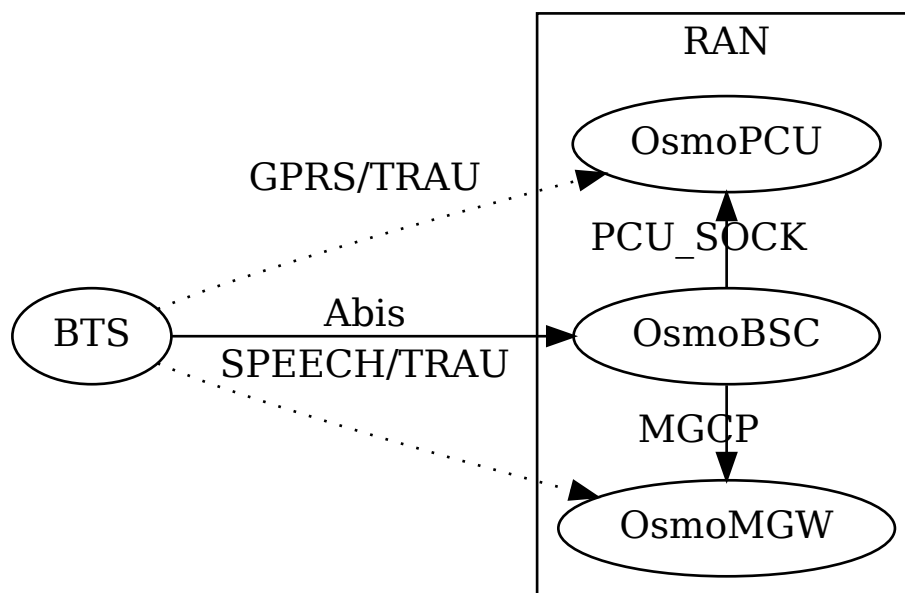 RAN
OsmoPCU
GPRS/TRAU
PCU_SOCK
Abis
BTS
OsmoBSC
SPEECH/TRAU
MGCP
OsmoMGW